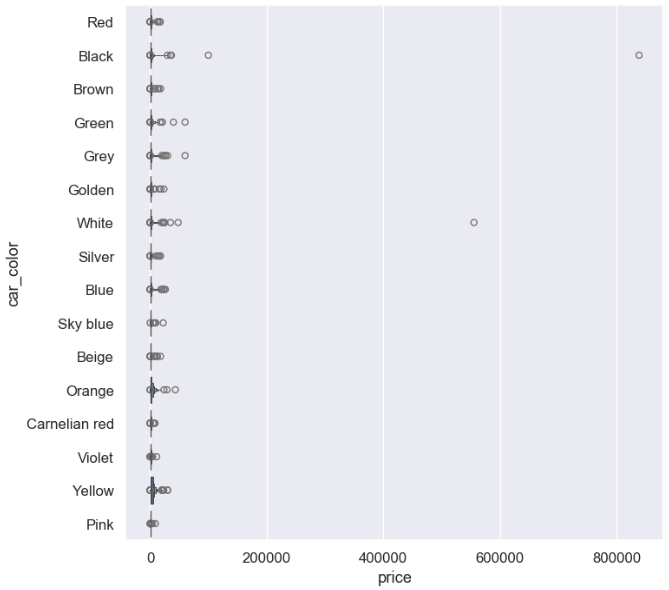 Red
Black
Brown
Green
Grey
Golden
White
Silver
Blue
Sky blue
Beige
Orange
Carnelian red
Violet
Yellow
Pink
car_color
0 200000 400000 600000 800000
price